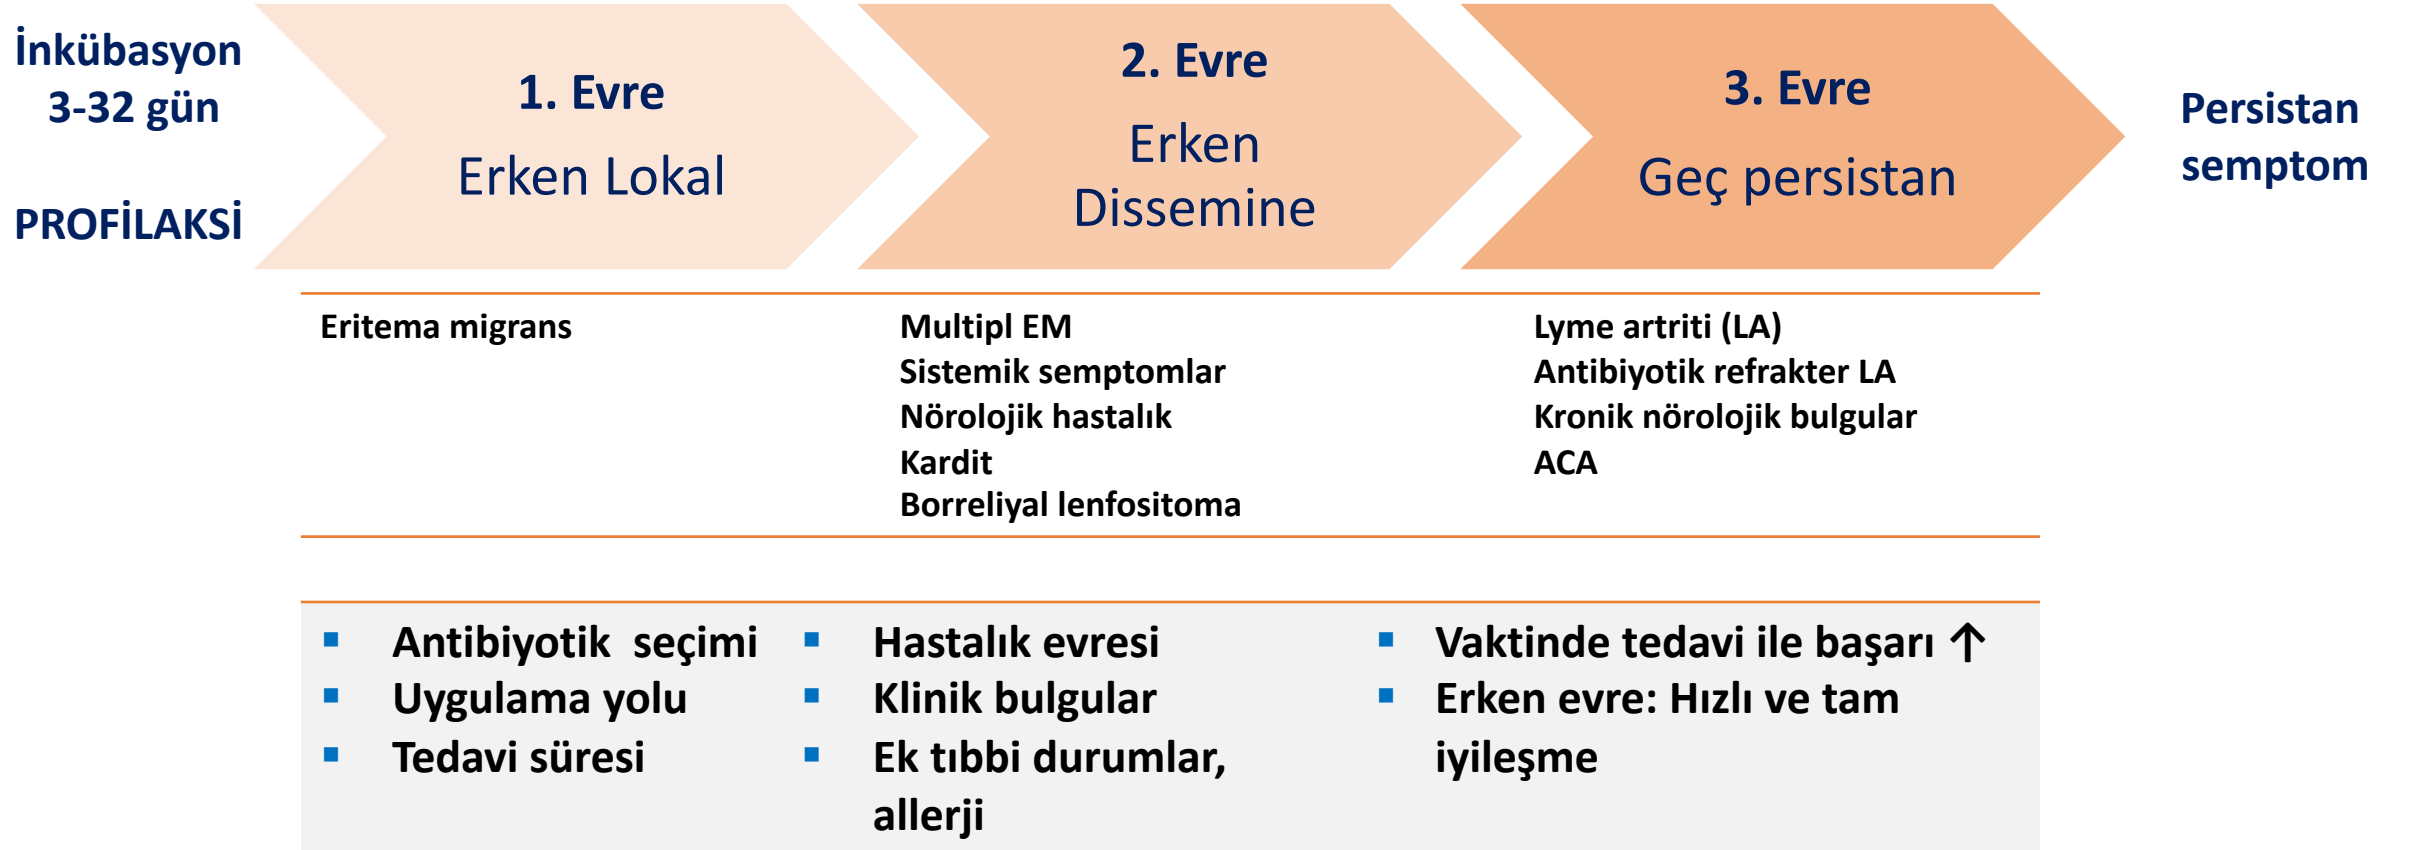 İnkübasyon
3-32 gün
PROFİLAKSİ
1. Evre
Erken Lokal
2. Evre
Erken
Dissemine
3. Evre
Geç persistan
Persistan
semptom
Eritema migrans
Multipl EM
Sistemik semptomlar
Nörolojik hastalık
Kardit
Borreliyal lenfositoma
Lyme artriti (LA)
Antibiyotik refrakter LA
Kronik nörolojik bulgular
ACA
▪ Antibiyotik  seçimi
▪ Uygulama yolu
▪ Tedavi süresi
▪ Hastalık evresi
▪ Klinik bulgular
▪ Ek tıbbi durumlar,
allerji
▪ Vaktinde tedavi ile başarı ↑
▪ Erken evre: Hızlı ve tam
iyileşme